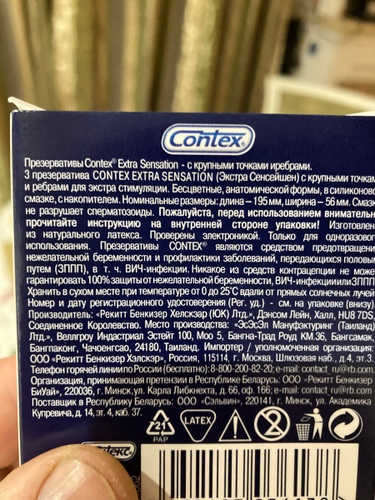 Contex®
Презервативы Contex® Extra Sensation - с крупными точками и ребрами.
3 презерватива CONTEX EXTRA SENSATION (Экстра Сенсейшен) с крупными точками
и ребрами для экстра стимуляции. Бесцветные, анатомической формы, в силиконовой
смазке, с накопителем. Номинальные размеры: длина – 195 мм, ширина – 56 мм. Смазка
не разрушает сперматозоиды. Пожалуйста, перед использованием внимательно
прочитайте инструкцию на внутренней стороне упаковки! Изготовлены
из натурального латекса. Проверены электроникой. Только для одноразового
использования. Презервативы CONTEX® являются средством предотвращения
нежелательной беременности и профилактики заболеваний, передающихся половым
путем (ЗППП), в т. ч. ВИЧ-инфекции. Никакое из средств контрацепции не может
гарантировать 100% защиты от нежелательной беременности, ВИЧ-инфекции или ЗППП.
Хранить в сухом месте при температуре от 0 до 25°С вдали от прямых солнечных лучей.
Номер и дату регистрационного удостоверения (Рег. уд.) - см. на упаковке (внизу).
Производитель: «Рекитт Бенкизер Хелскэар (ЮК) Лтд.», Дэнсом Лейн, Халл, HU8 7DS,
Соединенное Королевство. Место производства: «ЭсЭсЭл Мануфэктуринг (Таиланд)
Лтд.», Веллгроу Индастриал Эстейт 100, Моо 5, Бангна-Трад Роуд КМ.36, Бангсамак,
Бангпаконг, Чаченгсао, 24180, Таиланд. Импортер / уполномоченная организация:
ООО «Рекитт Бенкизер Хэлскэр», Россия, 115114, г. Москва, Шлюзовая наб., д.4, эт.3.
Телефон горячей линии по России (бесплатно): 8-800-200-82-20; e-mail: contact_ru@rb.com.
Организация, принимающая претензии в Республике Беларусь: ООО «Рекитт Бенкизер
БиУай», 220036, г. Минск, ул. Карла Либкнехта, д. 66, оф. 166; e-mail: contact_ru@rb.com
Поставщик в Республику Беларусь: ООО «Сэльвин», 220141, г. Минск, ул. Академика
Купревича, д. 14, эт. 4, каб. 37.
721
PAP
LATEX
2